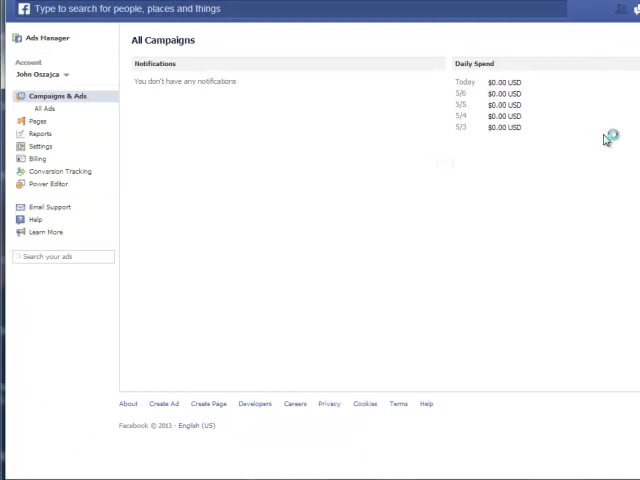 Type to search for people, places and things
Ads Manager
Account
John Oszajca
Campaigns & Ads
All Ads
Pages
Reports
Settings
Billing
Conversion Tracking
Power Editor
Email Support
Help
Learn More
Search your ads
All Campaigns
Notifications
You don't have any notifications
Daily Spend
Today $0.00 USD
5/6 $0.00 USD
5/5 $0.00 USD
5/4 $0.00 USD
5/3 $0.00 USD
About Create Ad Create Page Developers Careers Privacy Cookies Terms Help
Facebook © 2013 · English (US)